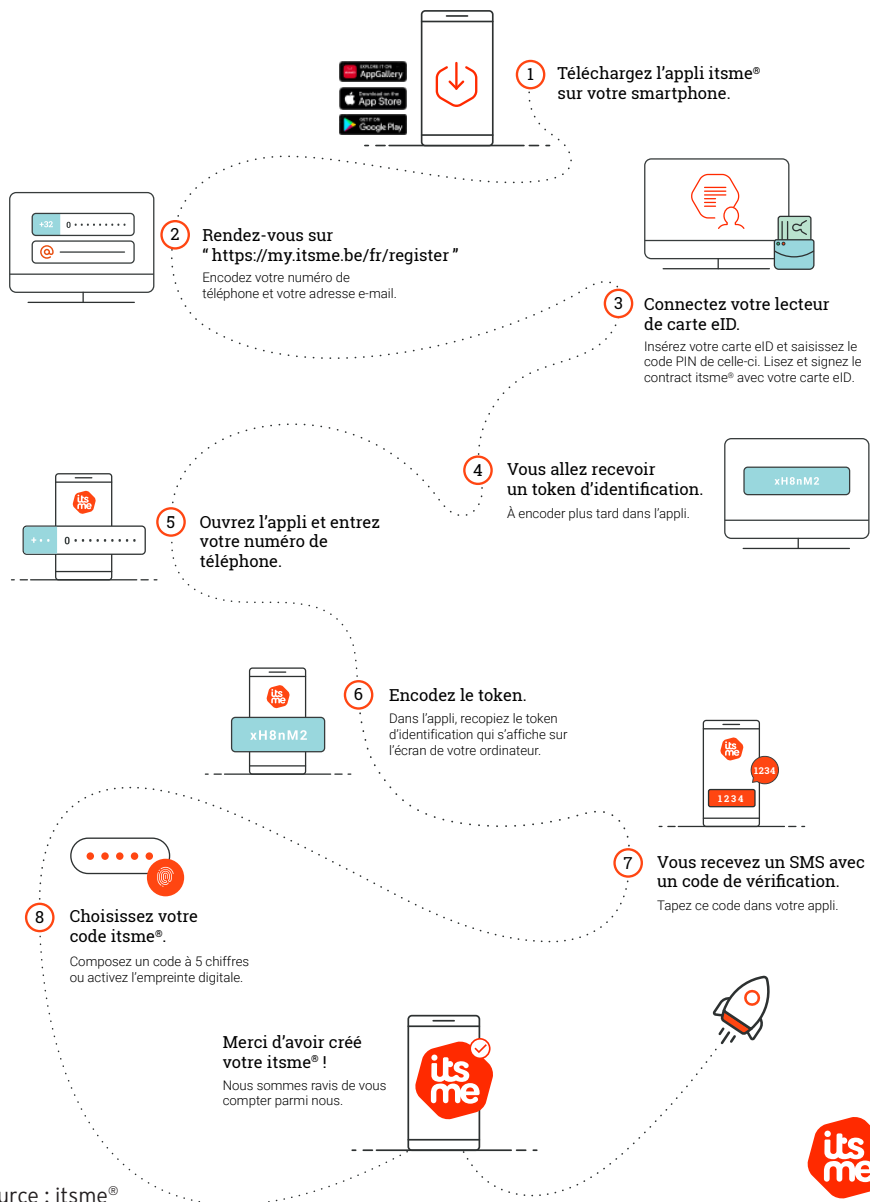 EXPLORE IT ON
AppGallery
Download on the
App Store
GET IT ON
Google Play
1
Téléchargez l’appli itsme®
sur votre smartphone.
+32 0 · · · · · · · · ·
@
2
Rendez-vous sur
“ https://my.itsme.be/fr/register ”
Encodez votre numéro de
téléphone et votre adresse e-mail.
3
Connectez votre lecteur
de carte eID.
Insérez votre carte eID et saisissez le
code PIN de celle-ci. Lisez et signez le
contract itsme® avec votre carte eID.
4
Vous allez recevoir
un token d’identification.
À encoder plus tard dans l’appli.
xH8nM2
its
me
+ · · 0 · · · · · · · · ·
5
Ouvrez l’appli et entrez
votre numéro de
téléphone.
its
me
xH8nM2
6
Encodez le token.
Dans l’appli, recopiez le token
d’identification qui s’affiche sur
l’écran de votre ordinateur.
its
me
1234
1234
7
Vous recevez un SMS avec
un code de vérification.
Tapez ce code dans votre appli.
8
Choisissez votre
code itsme®.
Composez un code à 5 chiffres
ou activez l’empreinte digitale.
Merci d’avoir créé
votre itsme® !
Nous sommes ravis de vous
compter parmi nous.
its
me
its
me
urce : itsme®